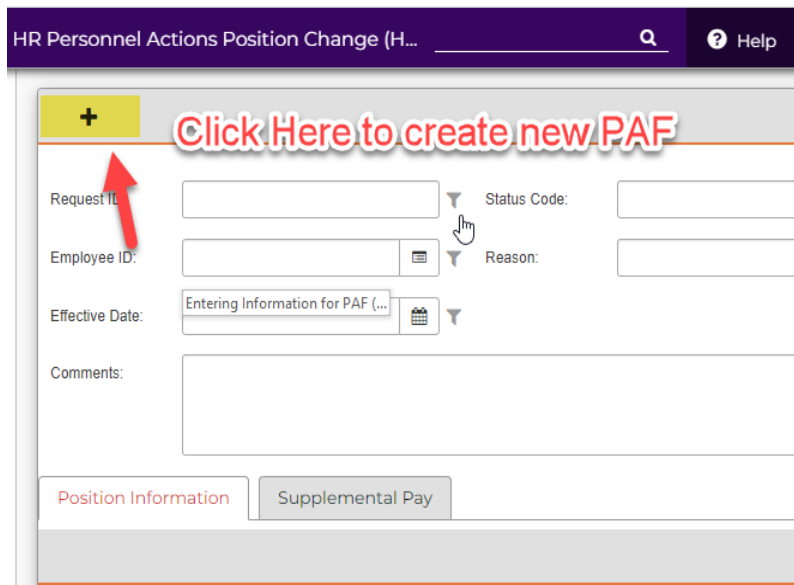 HR Personnel Actions Position Change (H...
Help
+
Click Here to create new PAF
Request ID:
Status Code:
Employee ID:
Reason:
Entering Information for PAF (...
Effective Date:
Comments:
Position Information
Supplemental Pay